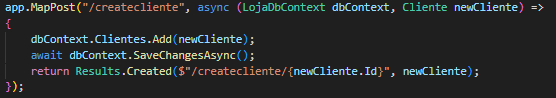 app.MapPost("/createcliente", async (LojaDbContext dbContext, Cliente newCliente) =>
{
    dbContext.Clientes.Add(newCliente);
    await dbContext.SaveChangesAsync();
    return Results.Created($"/createcliente/{newCliente.Id}", newCliente);
});